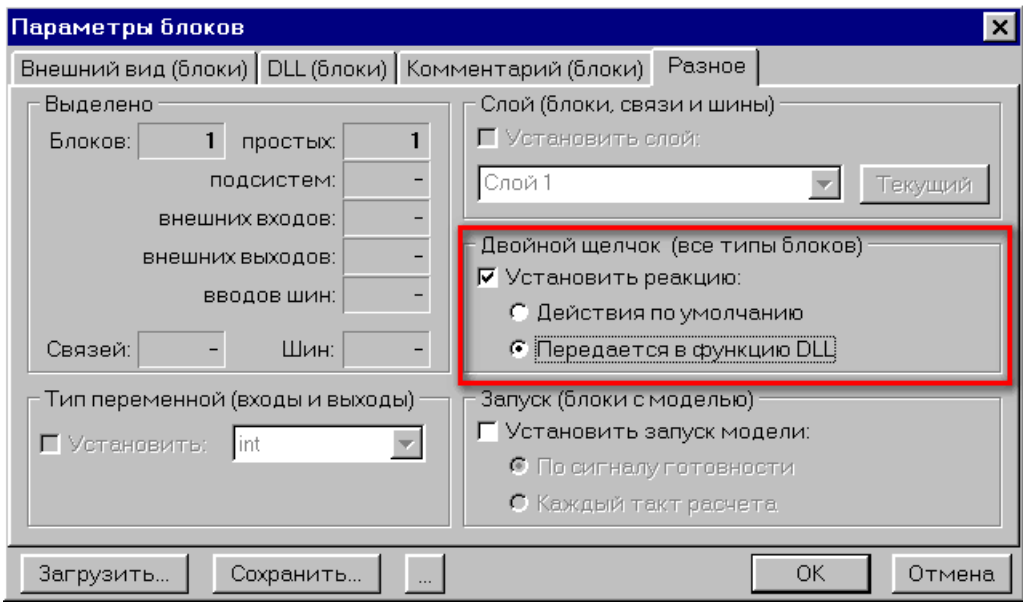 Параметры блоков
Внешний вид (блоки) DLL (блоки) Комментарий (блоки) Разное
Выделено
Блоков: 1 простых: 1
подсистем: -
внешних входов: -
внешних выходов: -
вводов шин: -
Связей: - Шин: -
Слой (блоки, связи и шины)
Установить слой:
Слой 1 Текущий
Двойной щелчок (все типы блоков)
Установить реакцию:
Действия по умолчанию
Передается в функцию DLL
Тип переменной (входы и выходы)
Установить: int
Запуск (блоки с моделью)
Установить запуск модели:
По сигналу готовности
Каждый такт расчета
Загрузить... Сохранить... ... OK Отмена